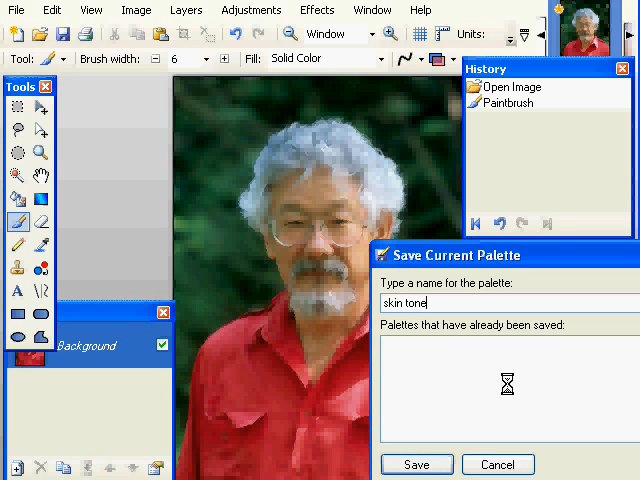 File Edit View Image Layers Adjustments Effects Window Help
Window Units:
Tool: Brush width: 6 Fill: Solid Color
Tools
History
Open Image
Paintbrush
Save Current Palette
Type a name for the palette:
skin tone
Palettes that have already been saved:
Background
Save Cancel